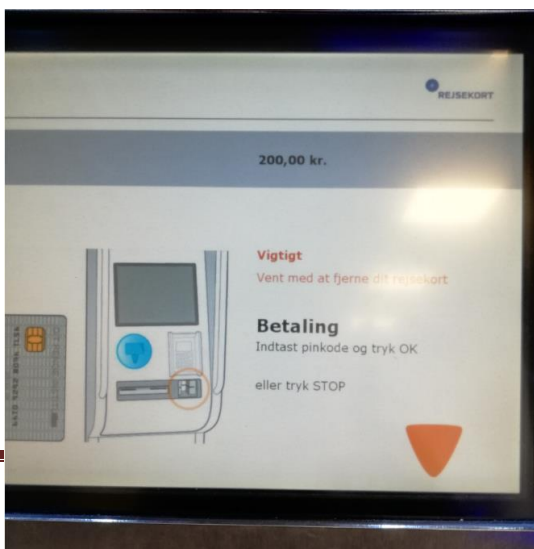 REJSEKORT
200,00 kr.
Vigtigt
Vent med at fjerne dit rejsekort
Betaling
Indtast pinkode og tryk OK
eller tryk STOP